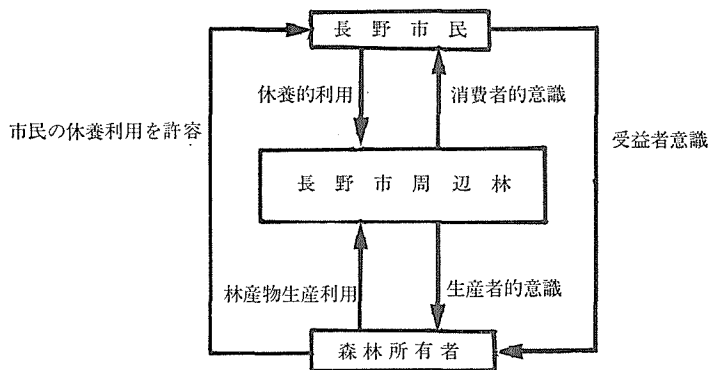 長野市民
休養的利用
消費者的意識
市民の休養利用を許容
受益者意識
長野市周辺林
林産物生産利用
生産者的意識
森林所有者